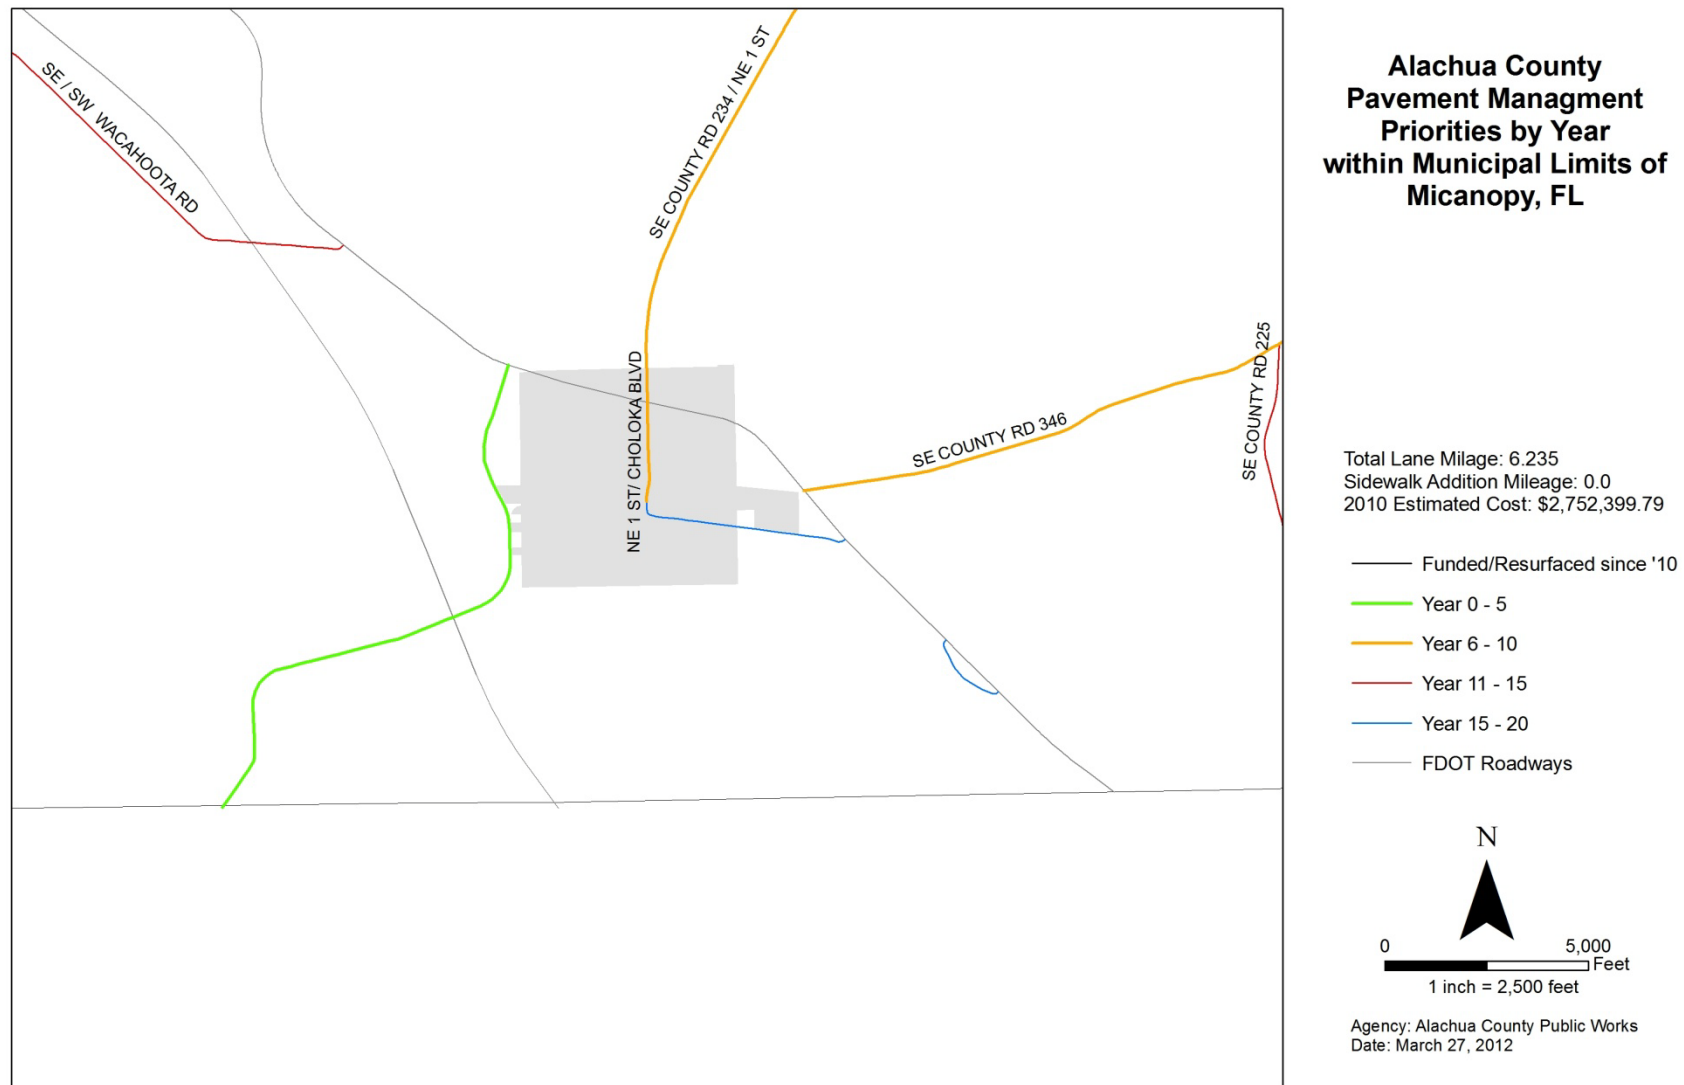 Alachua County
Pavement Managment
Priorities by Year
within Municipal Limits of
Micanopy, FL
SE / SW WACAHOOTA RD
SE COUNTY RD 234 / NE 1 ST
NE 1 ST/ CHOLOKA BLVD
SE COUNTY RD 346
SE COUNTY RD 225
Total Lane Milage: 6.235
Sidewalk Addition Mileage: 0.0
2010 Estimated Cost: $2,752,399.79
Funded/Resurfaced since '10
Year 0 - 5
Year 6 - 10
Year 11 - 15
Year 15 - 20
FDOT Roadways
N
0 5,000
Feet
1 inch = 2,500 feet
Agency: Alachua County Public Works
Date: March 27, 2012